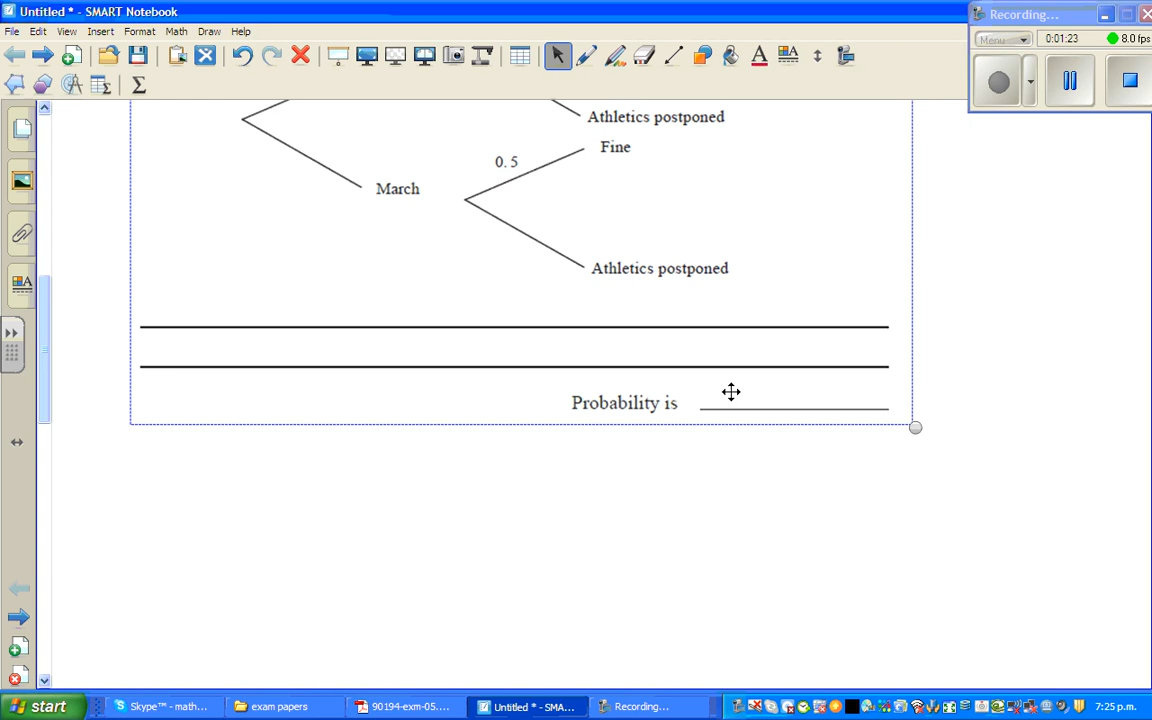 Untitled * - SMART Notebook
Recording...
File Edit View Insert Format Math Draw Help
Menu 0:01:23 8.0 fps
Athletics postponed
Fine
0.5
March
Athletics postponed
Probability is
start Skype™ - math... exam papers 90194-exm-05.... Untitled * - SMA... Recording... 7:25 p.m.